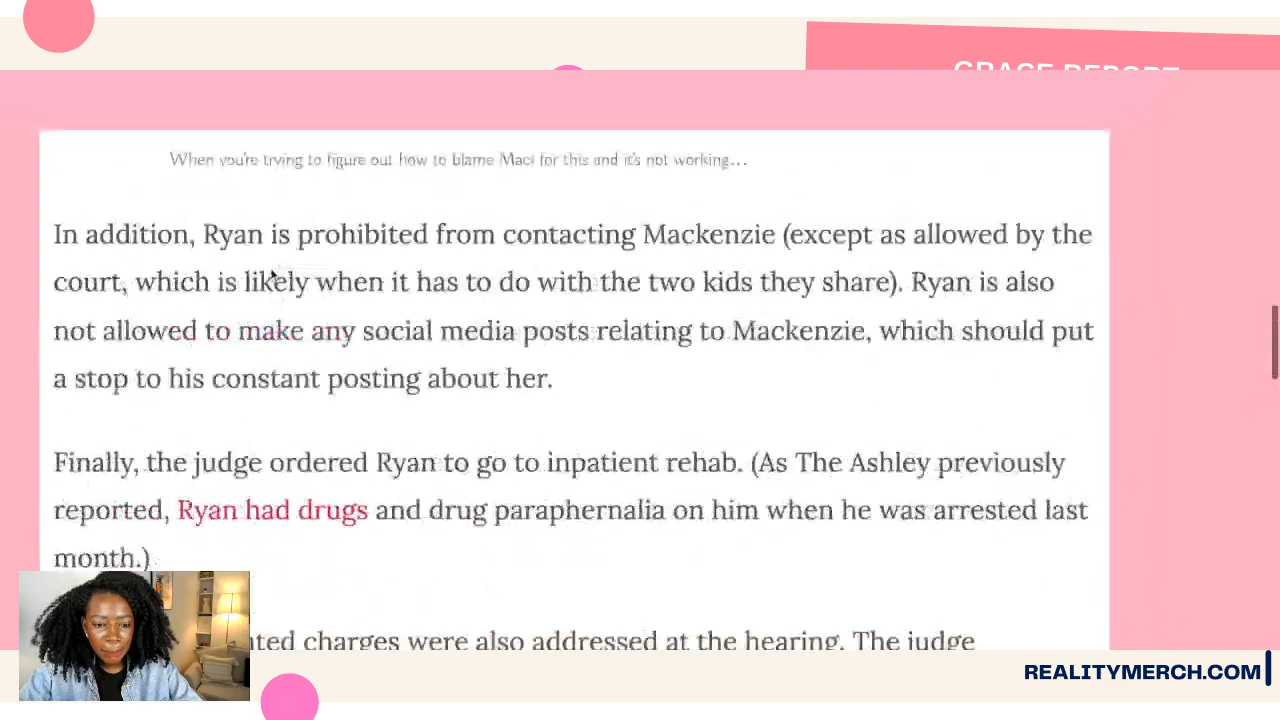 GRACE REPORT
When you're trying to figure out how to blame Maci for this and it's not working...
In addition, Ryan is prohibited from contacting Mackenzie (except as allowed by the
court, which is likely when it has to do with the two kids they share). Ryan is also
not allowed to make any social media posts relating to Mackenzie, which should put
a stop to his constant posting about her.
Finally, the judge ordered Ryan to go to inpatient rehab. (As The Ashley previously
reported, Ryan had drugs and drug paraphernalia on him when he was arrested last
month.)
charges were also addressed at the hearing. The judge
REALITYMERCH.COM